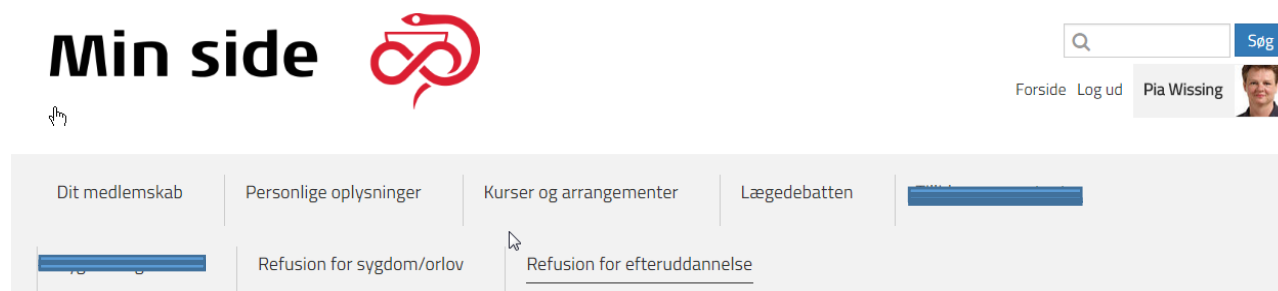 Min side
Søg
Forside Log ud Pia Wissing
Dit medlemskab Personlige oplysninger Kurser og arrangementer Lægedebatten
Refusion for sygdom/orlov Refusion for efteruddannelse